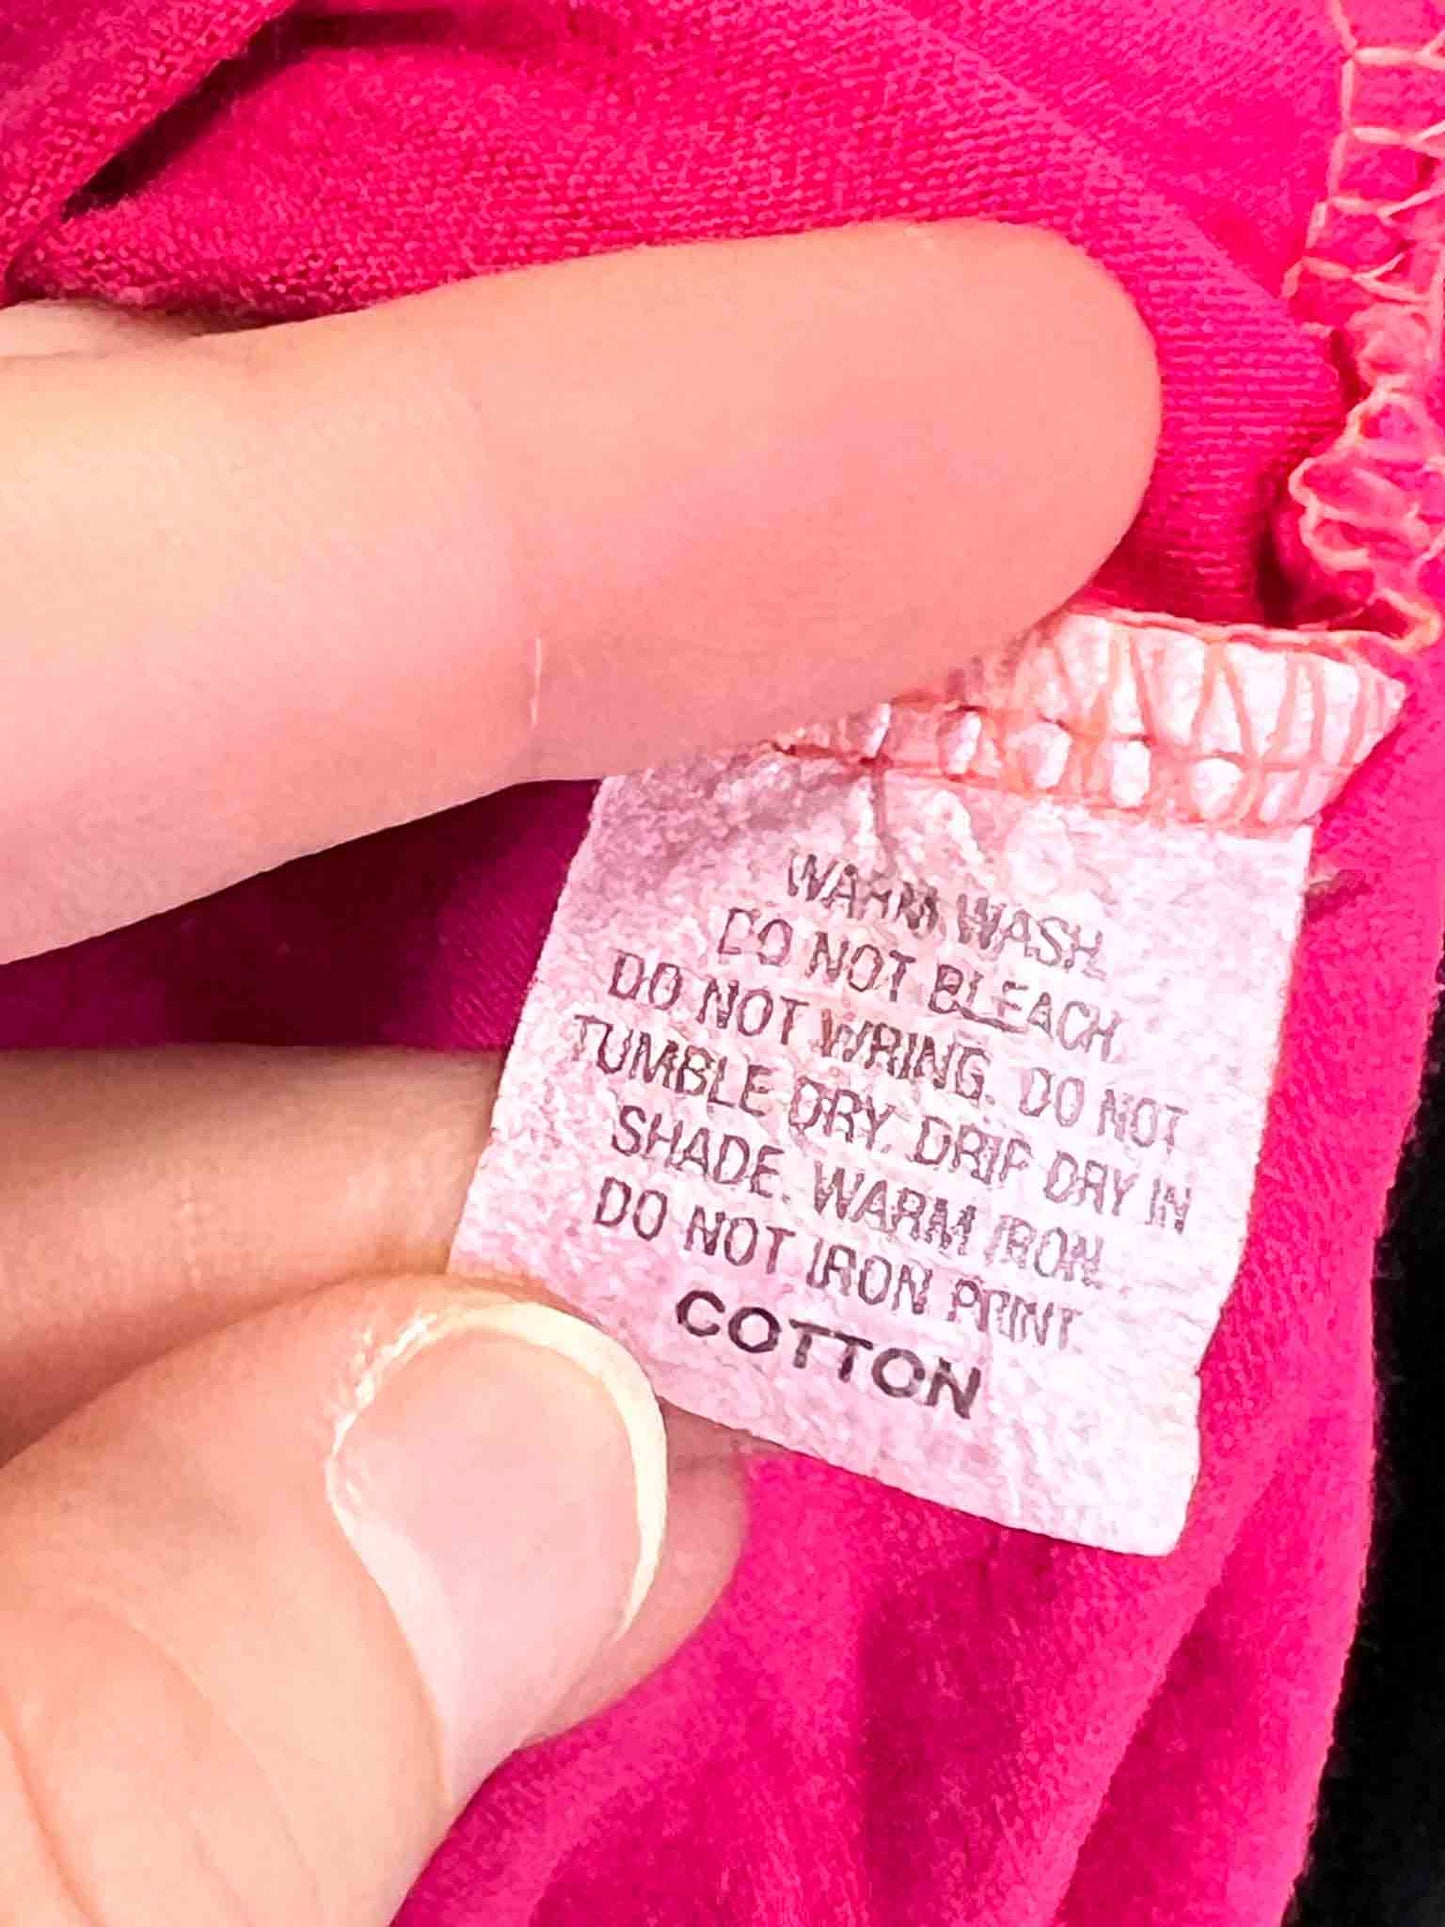 WARM WASH.
DO NOT BLEACH
DO NOT WRING. DO NOT
TUMBLE DRY. DRIP DRY IN
SHADE. WARM IRON.
DO NOT IRON PRINT
COTTON